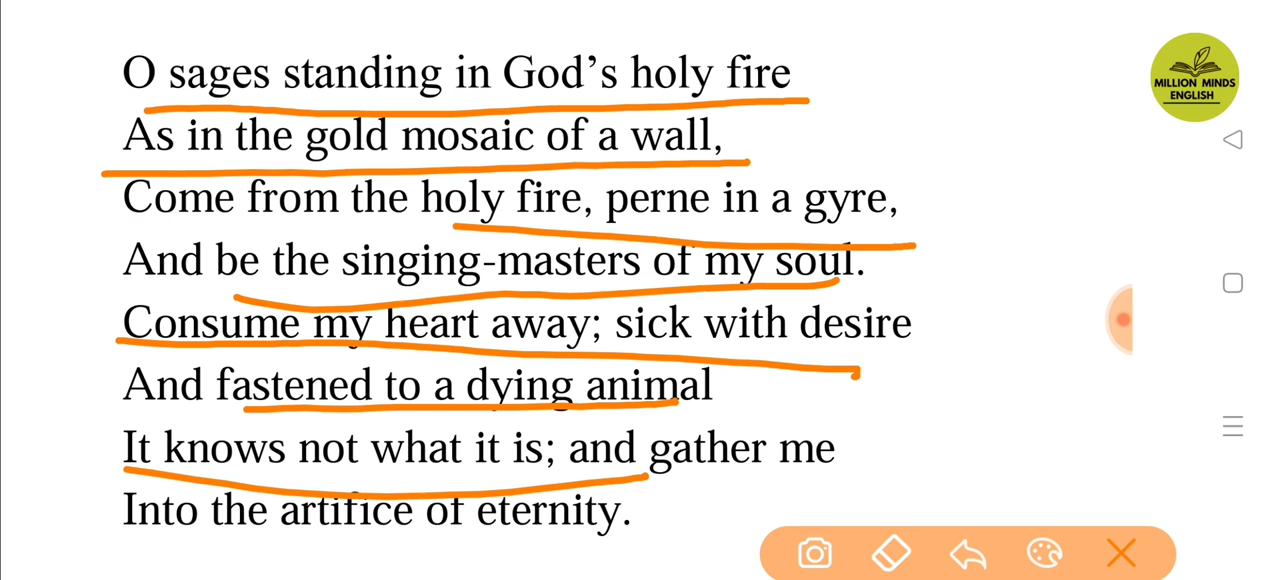 O sages standing in God's holy fire
As in the gold mosaic of a wall,
Come from the holy fire, perne in a gyre,
And be the singing-masters of my soul.
Consume my heart away; sick with desire
And fastened to a dying animal
It knows not what it is; and gather me
Into the artifice of eternity.
MILLION MINDS
ENGLISH